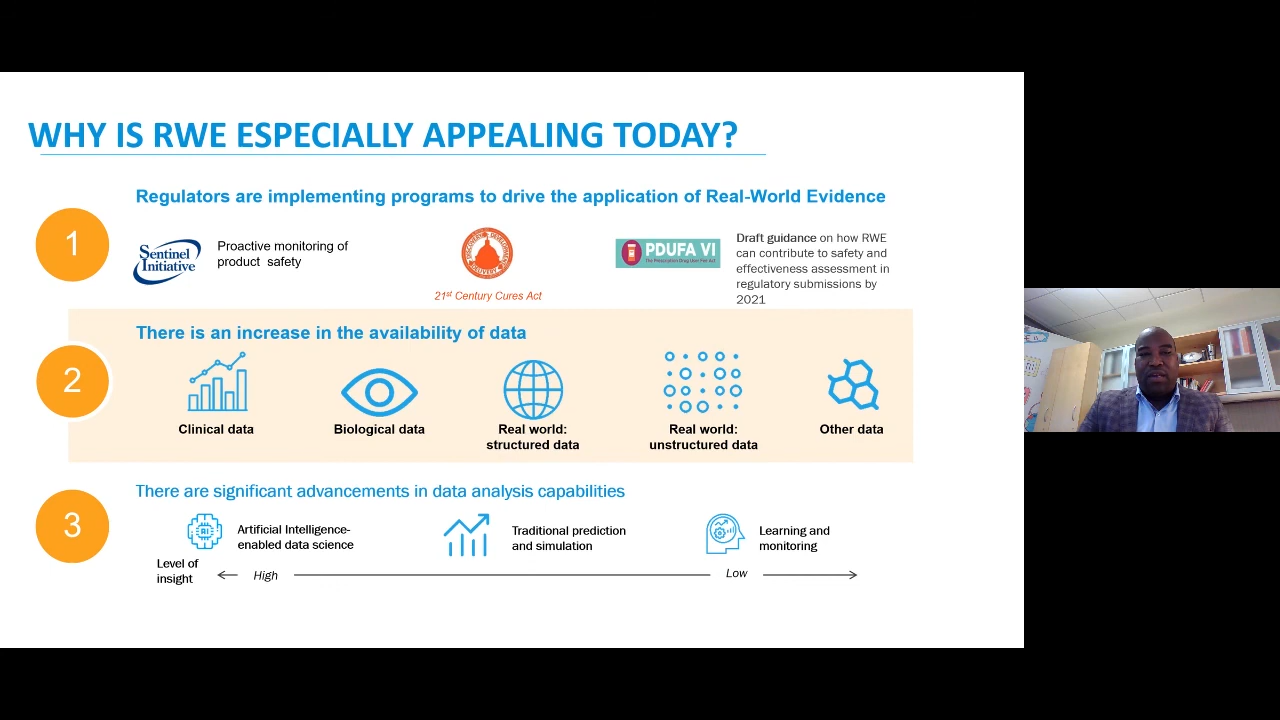 WHY IS RWE ESPECIALLY APPEALING TODAY?
Regulators are implementing programs to drive the application of Real-World Evidence
1
Sentinel
Initiative
Proactive monitoring of
product safety
DISCOVERY DEVELOPMENT
DELIVERY
21st Century Cures Act
PDUFA VI
The Prescription Drug User Fee Act
Draft guidance on how RWE
can contribute to safety and
effectiveness assessment in
regulatory submissions by
2021
There is an increase in the availability of data
2
Clinical data
Biological data
Real world:
structured data
Real world:
unstructured data
Other data
There are significant advancements in data analysis capabilities
3
AI
Artificial Intelligence-
enabled data science
Traditional prediction
and simulation
Learning and
monitoring
Level of
insight
High
Low